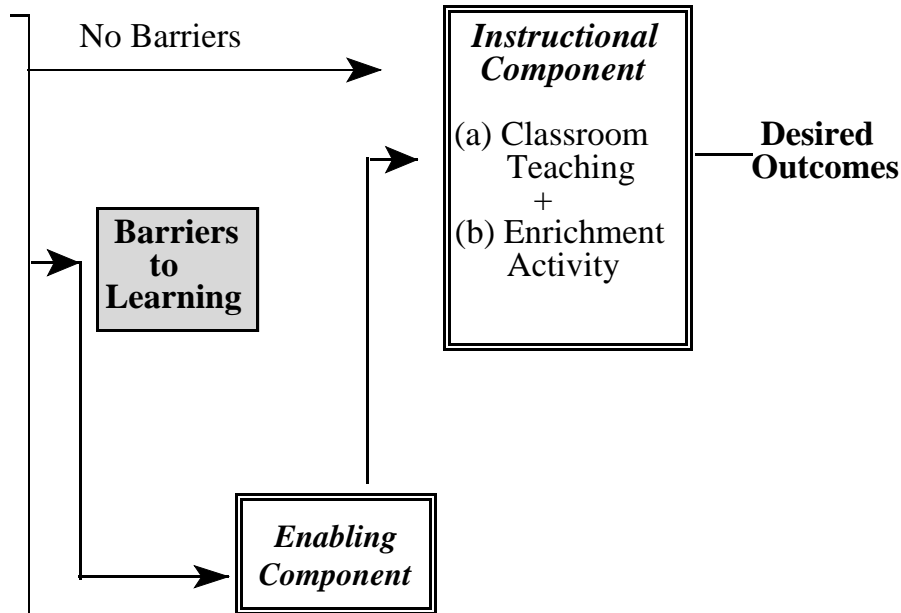 No Barriers
Instructional
Component
(a) Classroom
Teaching
+
(b) Enrichment
Activity
Desired
Outcomes
Barriers
to
Learning
Enabling
Component